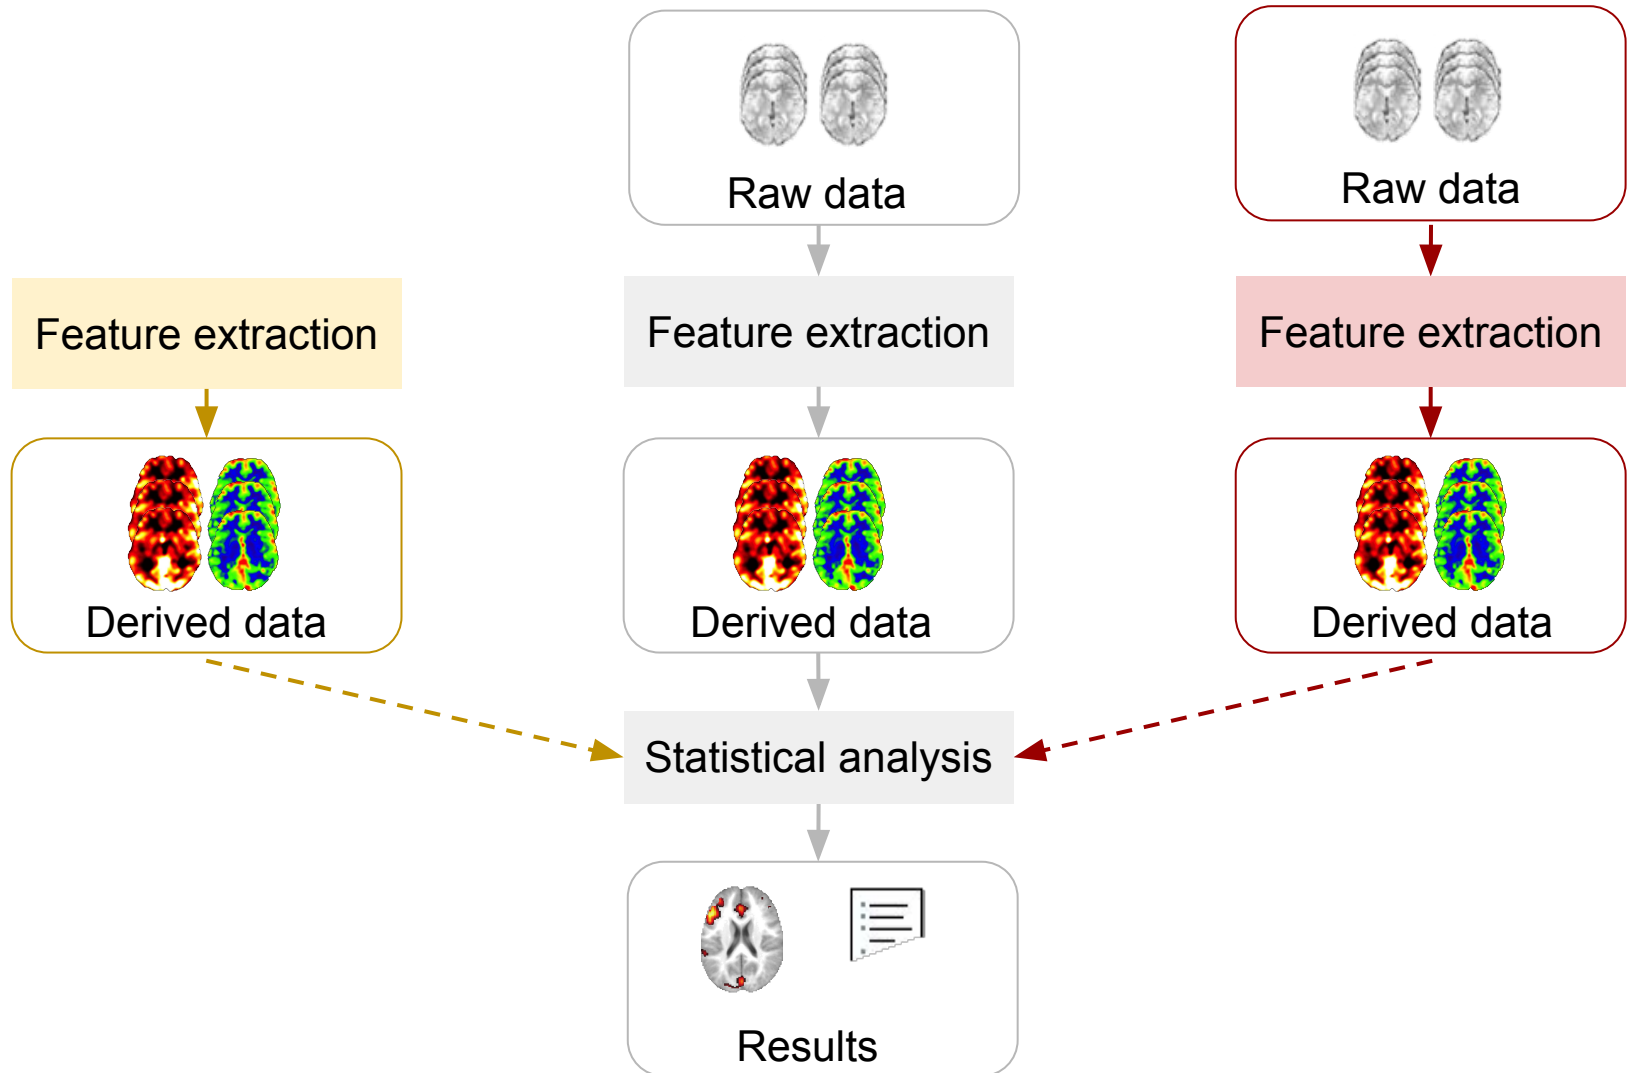 Raw data
Raw data
Feature extraction
Feature extraction
Feature extraction
Derived data
Derived data
Derived data
Statistical analysis
Results